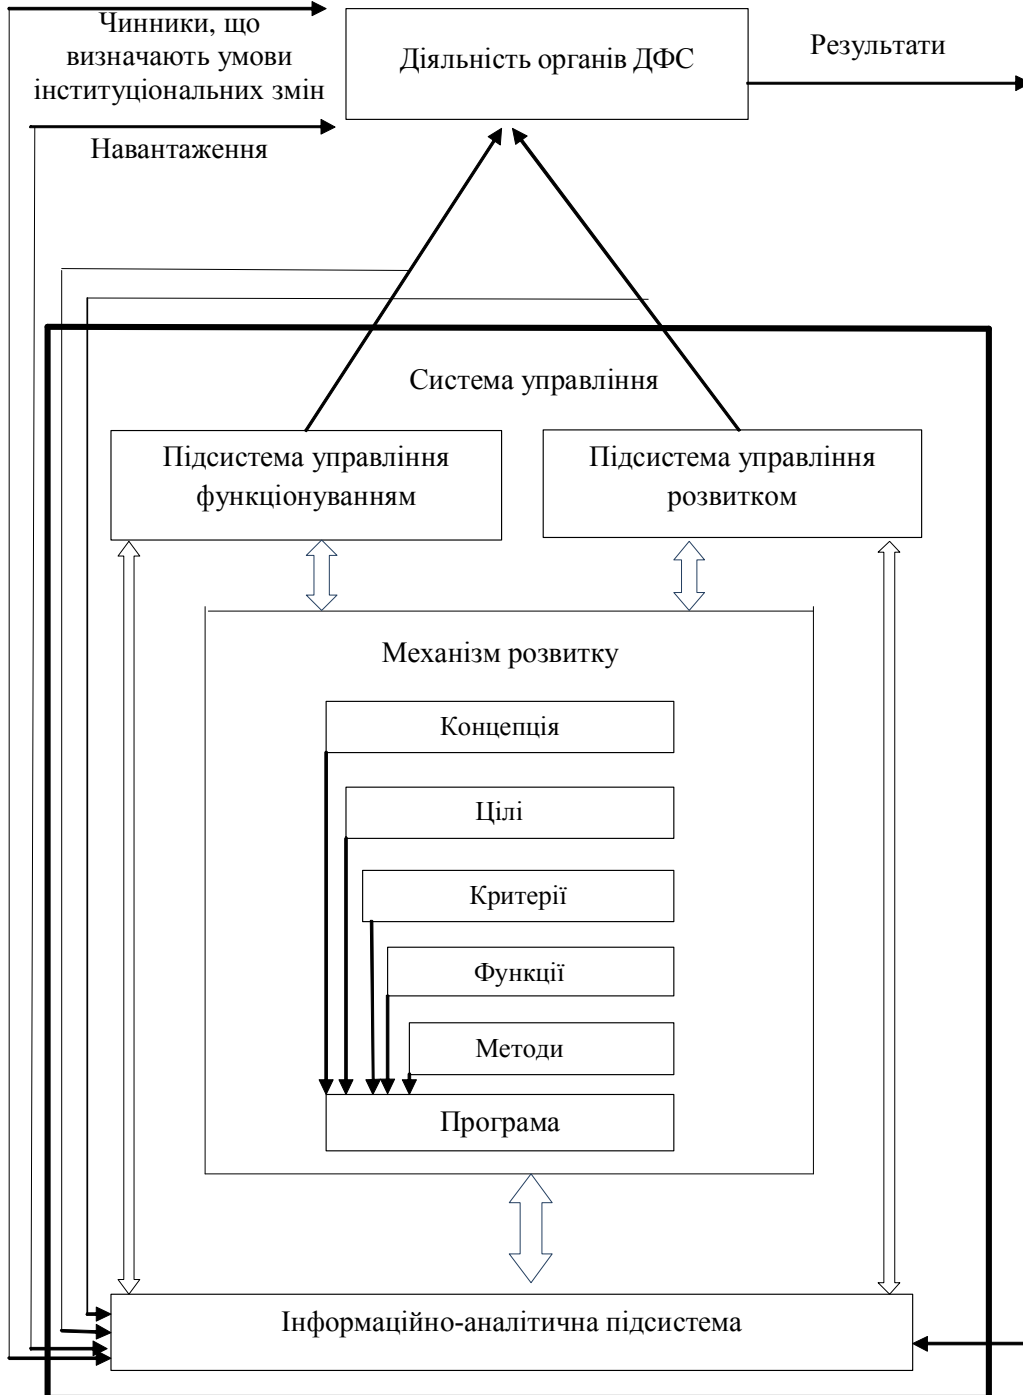 Чинники, що
визначають умови
інституціональних змін
Діяльність органів ДФС
Результати
Навантаження
Система управління
Підсистема управління
функціонуванням
Підсистема управління
розвитком
Механізм розвитку
Концепція
Цілі
Критерії
Функції
Методи
Програма
Інформаційно-аналітична підсистема